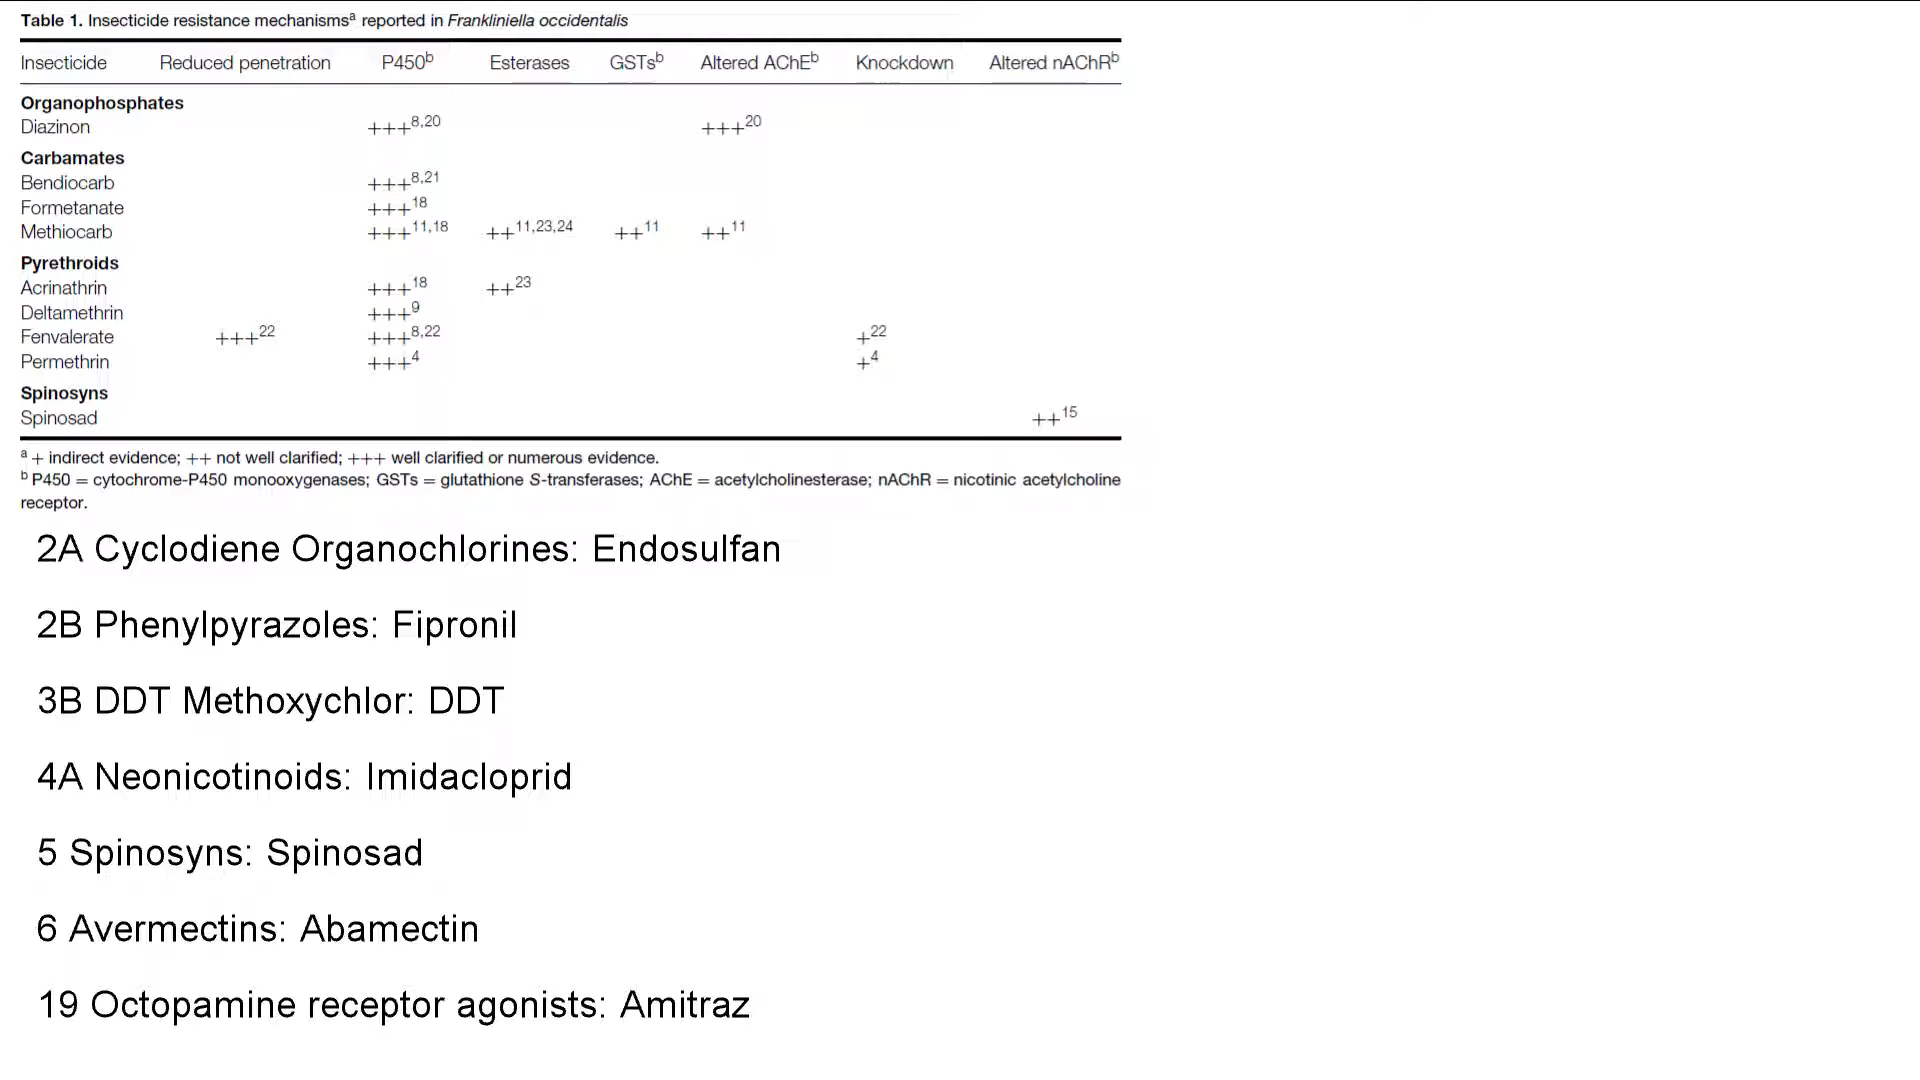 Table 1. Insecticide resistance mechanismsᵃ reported in Frankliniella occidentalis
Insecticide Reduced penetration P450ᵇ Esterases GSTsᵇ Altered AChEᵇ Knockdown Altered nAChRᵇ
Organophosphates
Diazinon +++⁸,²⁰ +++²⁰
Carbamates
Bendiocarb +++⁸,²¹
Formetanate +++¹⁸
Methiocarb +++¹¹,¹⁸ ++¹¹,²³,²⁴ ++¹¹ ++¹¹
Pyrethroids
Acrinathrin +++¹⁸ ++²³
Deltamethrin +++⁹
Fenvalerate +++²² +++⁸,²² +²²
Permethrin +++⁴ +⁴
Spinosyns
Spinosad ++¹⁵
ᵃ + indirect evidence; ++ not well clarified; +++ well clarified or numerous evidence.
ᵇ P450 = cytochrome-P450 monooxygenases; GSTs = glutathione S-transferases; AChE = acetylcholinesterase; nAChR = nicotinic acetylcholine
receptor.
2A Cyclodiene Organochlorines: Endosulfan
2B Phenylpyrazoles: Fipronil
3B DDT Methoxychlor: DDT
4A Neonicotinoids: Imidacloprid
5 Spinosyns: Spinosad
6 Avermectins: Abamectin
19 Octopamine receptor agonists: Amitraz